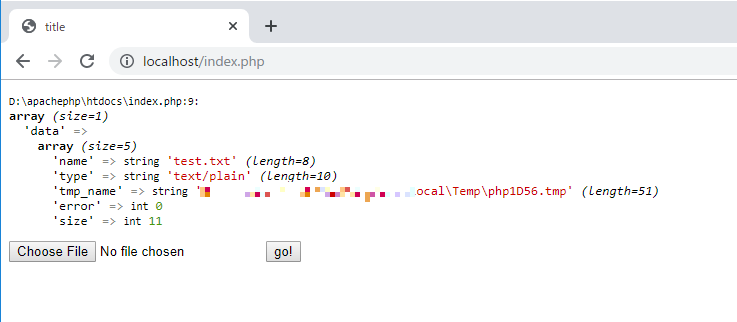 title
localhost/index.php
D:\apachephp\htdocs\index.php:9:
array (size=1)
'data' =>
array (size=5)
'name' => string 'test.txt' (length=8)
'type' => string 'text/plain' (length=10)
'tmp_name' => string 'ocal\Temp\php1D56.tmp' (length=51)
'error' => int 0
'size' => int 11
Choose File No file chosen go!